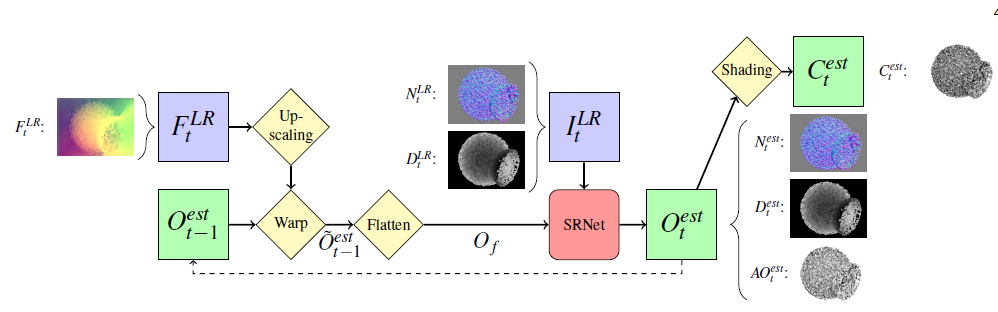 4
Shading
C_t^{est}
C_t^{est}:
F_t^{LR}:
F_t^{LR}
Up-
scaling
N_t^{LR}:
D_t^{LR}:
I_t^{LR}
O_{t-1}^{est}
Warp
Õ_{t-1}^{est}
Flatten
O_f
SRNet
O_t^{est}
N_t^{est}:
D_t^{est}:
AO_t^{est}: